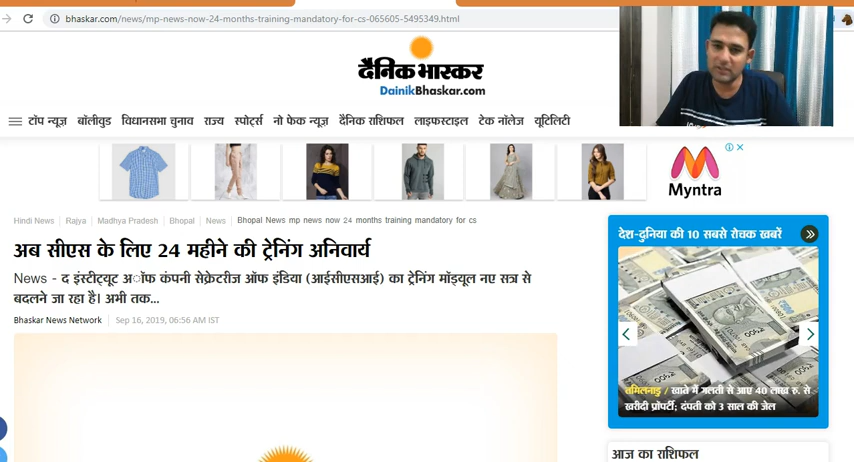 bhaskar.com/news/mp-news-now-24-months-training-mandatory-for-cs-065605-5495349.html
दैनिक भास्कर
DainikBhaskar.com
टॉप न्यूज़ बॉलीवुड विधानसभा चुनाव राज्य स्पोर्ट्स नो फेक न्यूज़ दैनिक राशिफल लाइफस्टाइल टेक नॉलेज यूटिलिटी
Myntra
Hindi News Rajya Madhya Pradesh Bhopal News Bhopal News mp news now 24 months training mandatory for cs
अब सीएस के लिए 24 महीने की ट्रेनिंग अनिवार्य
News - द इंस्टीट्यूट अॉफ कंपनी सेक्रेटरीज ऑफ इंडिया (आईसीएसआई) का ट्रेनिंग मॉड्यूल नए सत्र से
बदलने जा रहा है। अभी तक...
Bhaskar News Network Sep 16, 2019, 06:56 AM IST
देश-दुनिया की 10 सबसे रोचक खबरें
तमिलनाडु / खाते में गलती से आए 40 लाख रु. से
खरीदी प्रॉपर्टी; दंपती को 3 साल की जेल
आज का राशिफल